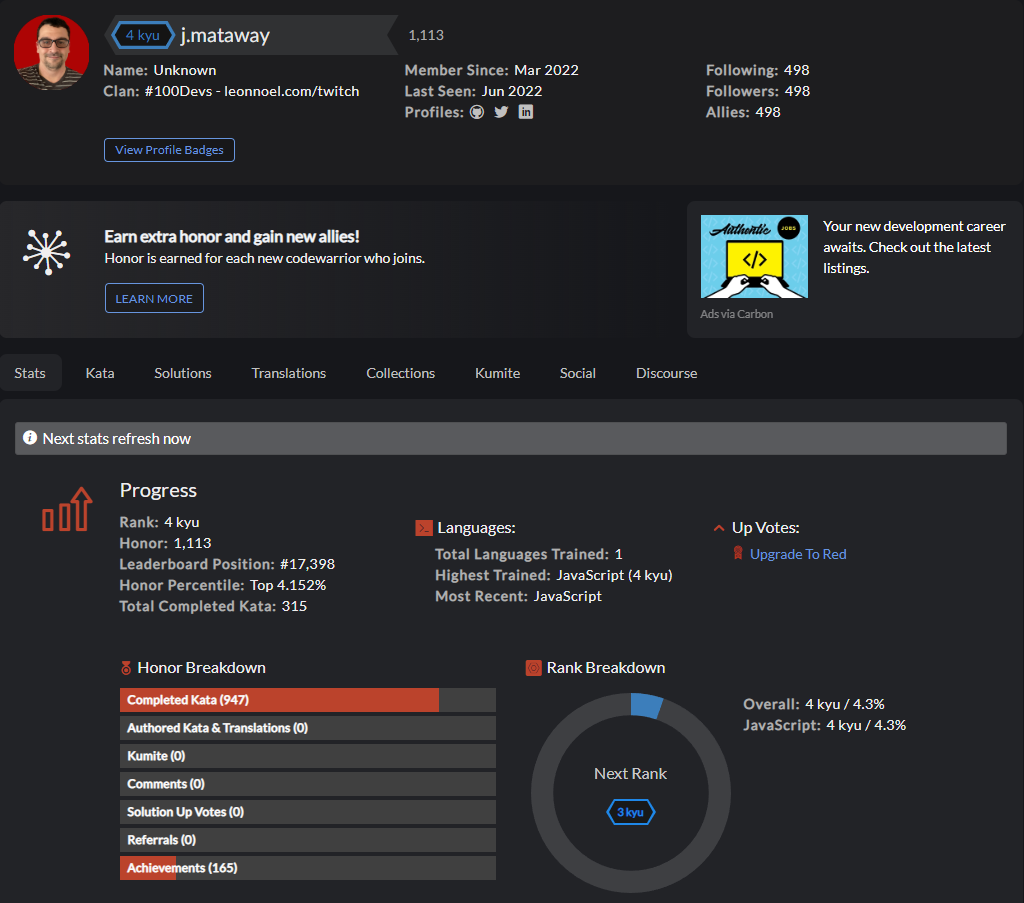 4 kyu j.mataway 1,113
Name: Unknown
Clan: #100Devs - leonnoel.com/twitch
Member Since: Mar 2022
Last Seen: Jun 2022
Profiles:
Following: 498
Followers: 498
Allies: 498
View Profile Badges
Earn extra honor and gain new allies!
Honor is earned for each new codewarrior who joins.
LEARN MORE
Authentic JOBS
</>
Your new development career
awaits. Check out the latest
listings.
Ads via Carbon
Stats Kata Solutions Translations Collections Kumite Social Discourse
Next stats refresh now
Progress
Rank: 4 kyu
Honor: 1,113
Leaderboard Position: #17,398
Honor Percentile: Top 4.152%
Total Completed Kata: 315
Languages:
Total Languages Trained: 1
Highest Trained: JavaScript (4 kyu)
Most Recent: JavaScript
Up Votes:
Upgrade To Red
Honor Breakdown
Completed Kata (947)
Authored Kata & Translations (0)
Kumite (0)
Comments (0)
Solution Up Votes (0)
Referrals (0)
Achievements (165)
Rank Breakdown
Next Rank
3 kyu
Overall: 4 kyu / 4.3%
JavaScript: 4 kyu / 4.3%